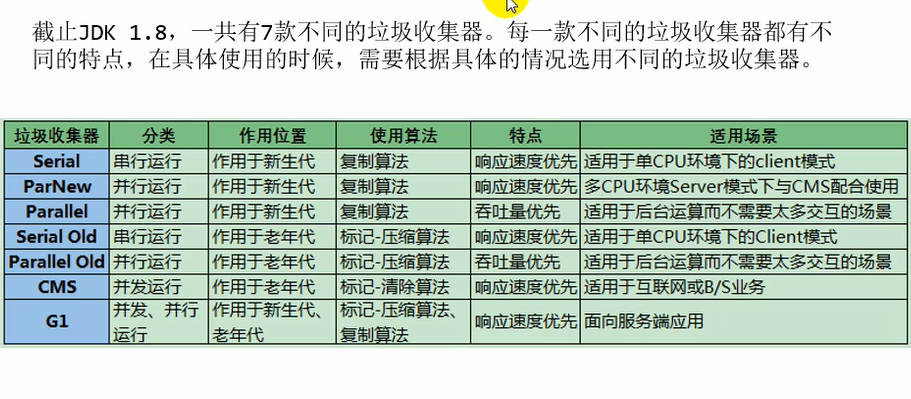 截止JDK 1.8，一共有7款不同的垃圾收集器。每一款不同的垃圾收集器都有不
同的特点，在具体使用的时候，需要根据具体的情况选用不同的垃圾收集器。
垃圾收集器 分类 作用位置 使用算法 特点 适用场景
Serial 串行运行 作用于新生代 复制算法 响应速度优先 适用于单CPU环境下的client模式
ParNew 并行运行 作用于新生代 复制算法 响应速度优先 多CPU环境Server模式下与CMS配合使用
Parallel 并行运行 作用于新生代 复制算法 吞吐量优先 适用于后台运算而不需要太多交互的场景
Serial Old 串行运行 作用于老年代 标记-压缩算法 响应速度优先 适用于单CPU环境下的Client模式
Parallel Old 并行运行 作用于老年代 标记-压缩算法 吞吐量优先 适用于后台运算而不需要太多交互的场景
CMS 并发运行 作用于老年代 标记-清除算法 响应速度优先 适用于互联网或B/S业务
G1 并发、并行 作用于新生代、 标记-压缩算法、 响应速度优先 面向服务端应用
运行 老年代 复制算法